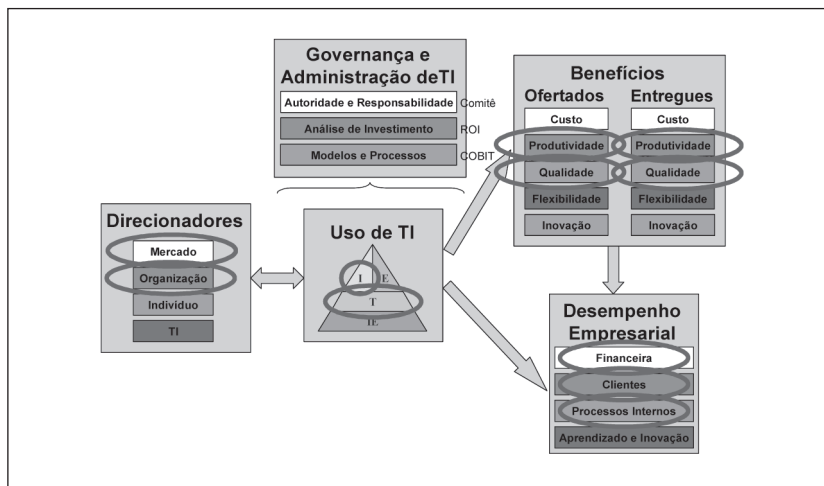 Governança e
Administração deTI
Autoridade e Responsabilidade Comitê
Análise de Investimento ROI
Modelos e Processos COBIT
Benefícios
Ofertados Entregues
Custo Custo
Produtividade Produtividade
Qualidade Qualidade
Flexibilidade Flexibilidade
Inovação Inovação
Direcionadores
Mercado
Organização
Indivíduo
TI
Uso de TI
I E
T
IE
Desempenho
Empresarial
Financeira
Clientes
Processos Internos
Aprendizado e Inovação